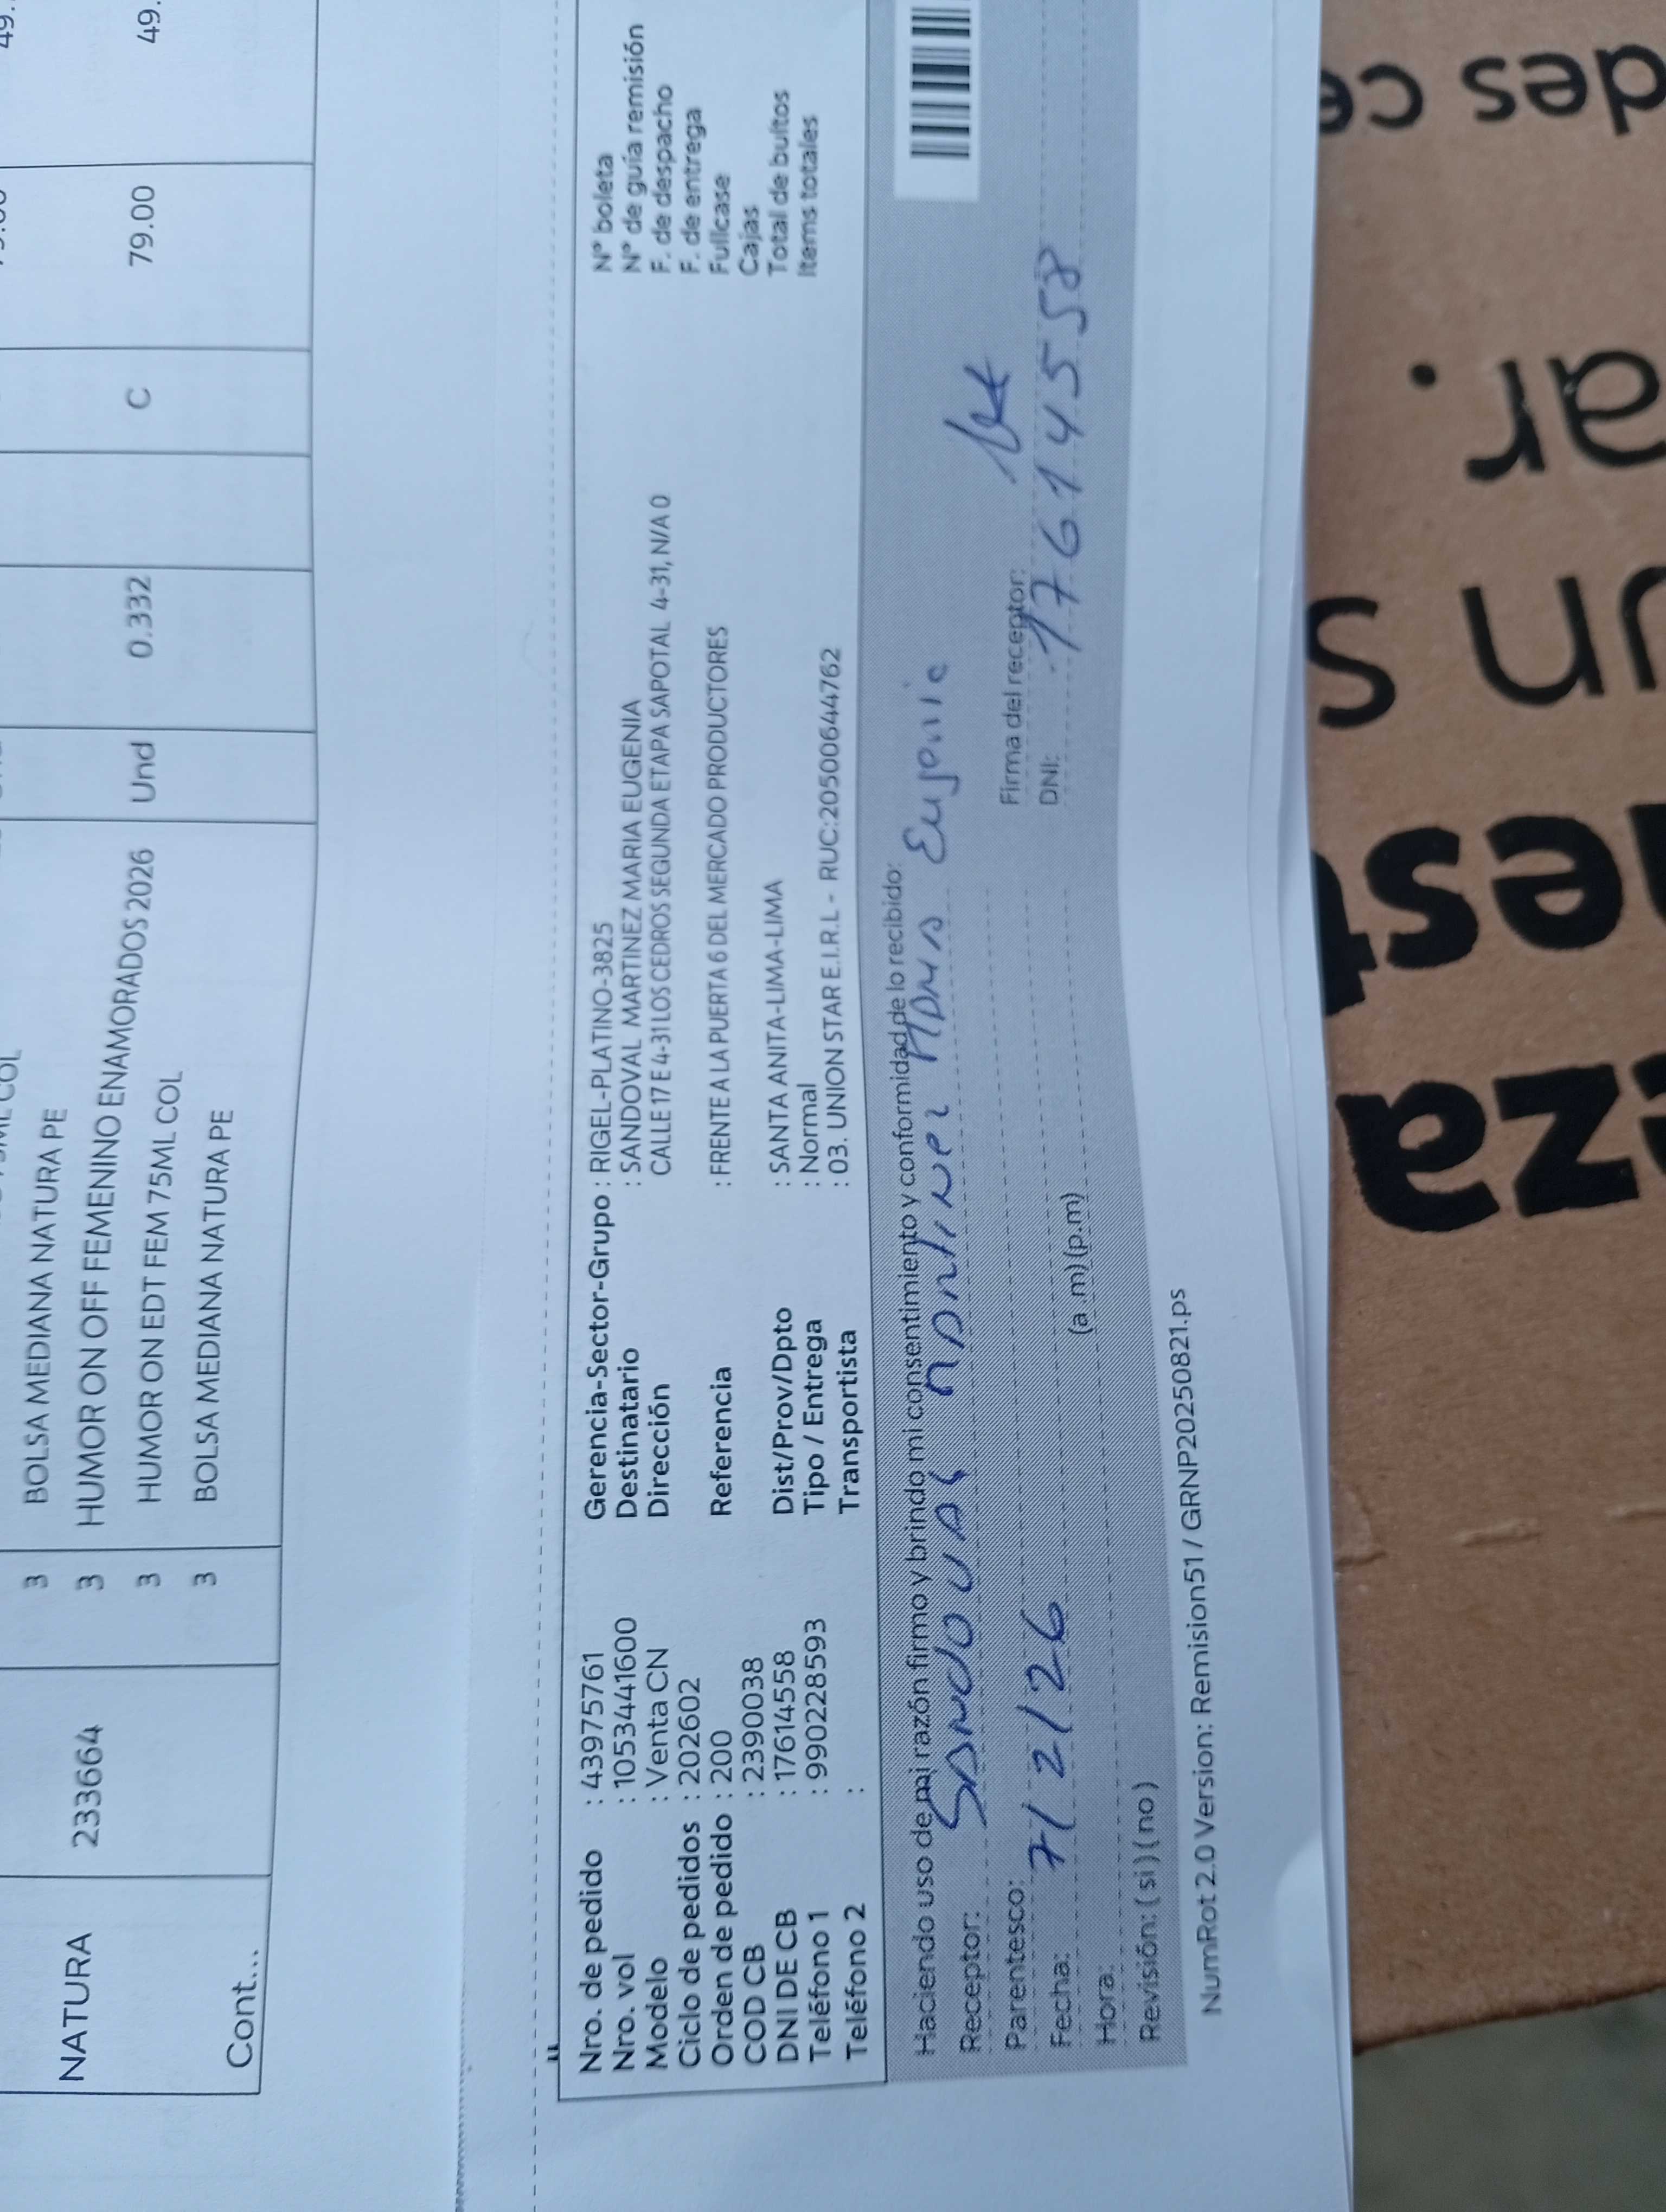 BOLSA MEDIANA NATURA PE
3
NATURA 233664 3 HUMOR ON OFF FEMENINO ENAMORADOS 2026
3 HUMOR ON EDT FEM 75ML COL Und 0.332 C 79.00 49.
3 BOLSA MEDIANA NATURA PE
Cont...
Nro. de pedido : 43975761 Gerencia-Sector-Grupo : RIGEL-PLATINO-3825 N° boleta
Nro. vol : 1053441600 Destinatario : SANDOVAL MARTINEZ MARIA EUGENIA N° de guía remisión
Modelo : Venta CN Dirección CALLE 17 E 4-31 LOS CEDROS SEGUNDA ETAPA SAPOTAL 4-31, N/A 0 F. de despacho
Ciclo de pedidos : 202602 F. de entrega
Orden de pedido : 200 Referencia : FRENTE A LA PUERTA 6 DEL MERCADO PRODUCTORES Fullcase
COD CB : 2390038 Cajas
DNI DE CB : 17614558 Dist/Prov/Dpto : SANTA ANITA-LIMA-LIMA Total de bultos
Teléfono 1 : 990228593 Tipo / Entrega : Normal Items totales
Teléfono 2 : Transportista : 03. UNION STAR E.I.R.L - RUC:20500644762
Haciendo uso de mi razón firmo y brindo mi consentimiento y conformidad de lo recibido:
Receptor: Sandoval Martinez Eugenia
Parentesco: Firma del receptor:
Fecha: 7/2/26 DNI: 17614558
Hora: (a.m) (p.m)
Revisión: ( si ) ( no )
NumRot 2.0 Version: Remision51 / GRNP20250821.ps
des ce
ar.
un s
est
za